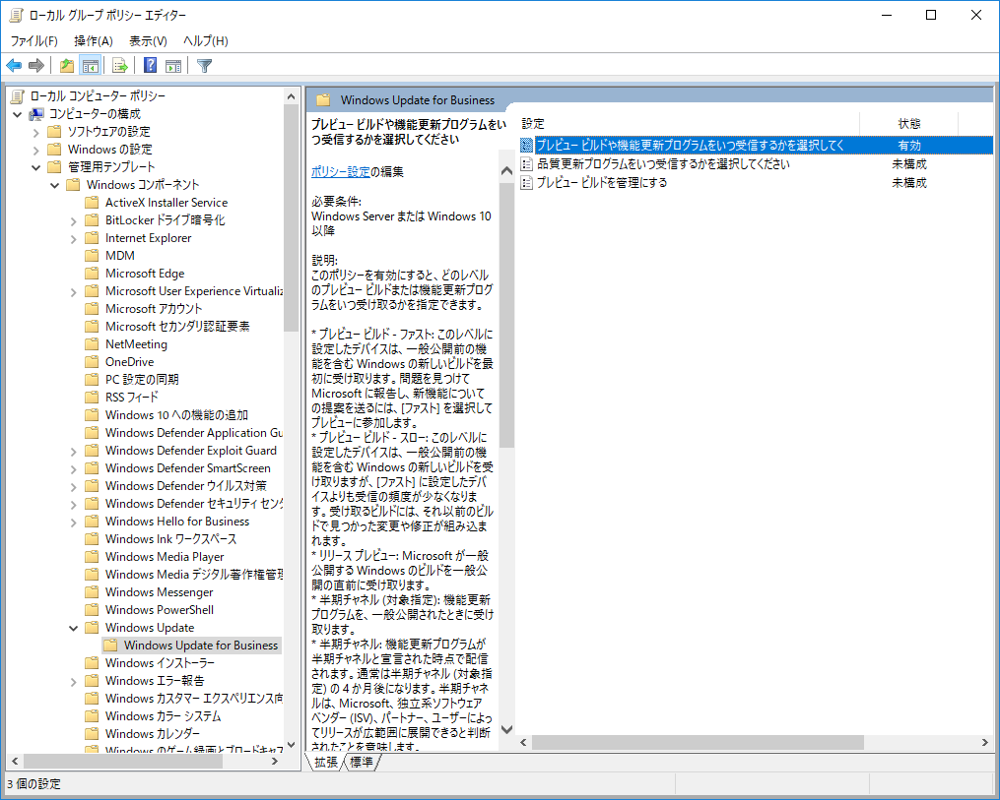 ローカル グループ ポリシー エディター
ファイル(F) 操作(A) 表示(V) ヘルプ(H)
ローカル コンピューター ポリシー
コンピューターの構成
ソフトウェアの設定
Windows の設定
管理用テンプレート
Windows コンポーネント
ActiveX Installer Service
BitLocker ドライブ暗号化
Internet Explorer
MDM
Microsoft Edge
Microsoft User Experience Virtualiz
Microsoft アカウント
Microsoft セカンダリ認証要素
NetMeeting
OneDrive
PC 設定の同期
RSS フィード
Windows 10 への機能の追加
Windows Defender Application Gu
Windows Defender Exploit Guard
Windows Defender SmartScreen
Windows Defender ウイルス対策
Windows Defender セキュリティ セン
Windows Hello for Business
Windows Ink ワークスペース
Windows Media Player
Windows Media デジタル著作権管理
Windows Messenger
Windows PowerShell
Windows Update
Windows Update for Business
Windows インストーラー
Windows エラー報告
Windows カスタマー エクスペリエンス向
Windows カラー システム
Windows カレンダー
Windows のゲーム録画とブロードキャス
Windows Update for Business
プレビュー ビルドや機能更新プログラムをい
つ受信するかを選択してください
ポリシー設定の編集
必要条件:
Windows Server または Windows 10
以降
説明:
このポリシーを有効にすると、どのレベル
のプレビュー ビルドまたは機能更新プログ
ラムをいつ受け取るかを指定できます。
* プレビュー ビルド - ファスト: このレベルに
設定したデバイスは、一般公開前の機
能を含む Windows の新しいビルドを最
初に受け取ります。問題を見つけて
Microsoft に報告し、新機能について
の提案を送るには、[ファスト] を選択して
プレビューに参加します。
* プレビュー ビルド - スロー: このレベルに
設定したデバイスは、一般公開前の機
能を含む Windows の新しいビルドを受
け取りますが、[ファスト] に設定したデバ
イスよりも受信の頻度が少なくなりま
す。受け取るビルドには、それ以前のビル
ドで見つかった変更や修正が組み込ま
れます。
* リリース プレビュー: Microsoft が一般
公開する Windows のビルドを一般公
開の直前に受け取ります。
* 半期チャネル (対象指定): 機能更新
プログラムを、一般公開されたときに受け
取ります。
* 半期チャネル: 機能更新プログラムが
半期チャネルと宣言された時点で配信
されます。通常は半期チャネル (対象指
定) の 4 か月後になります。半期チャネ
ルは、Microsoft、独立系ソフトウェア
ベンダー (ISV)、パートナー、ユーザーによっ
てリリースが広範囲に展開できると判断
されたことを意味します。
設定 状態
プレビュー ビルドや機能更新プログラムをいつ受信するかを選択してく 有効
品質更新プログラムをいつ受信するかを選択してください 未構成
プレビュー ビルドを管理にする 未構成
拡張 標準
3 個の設定